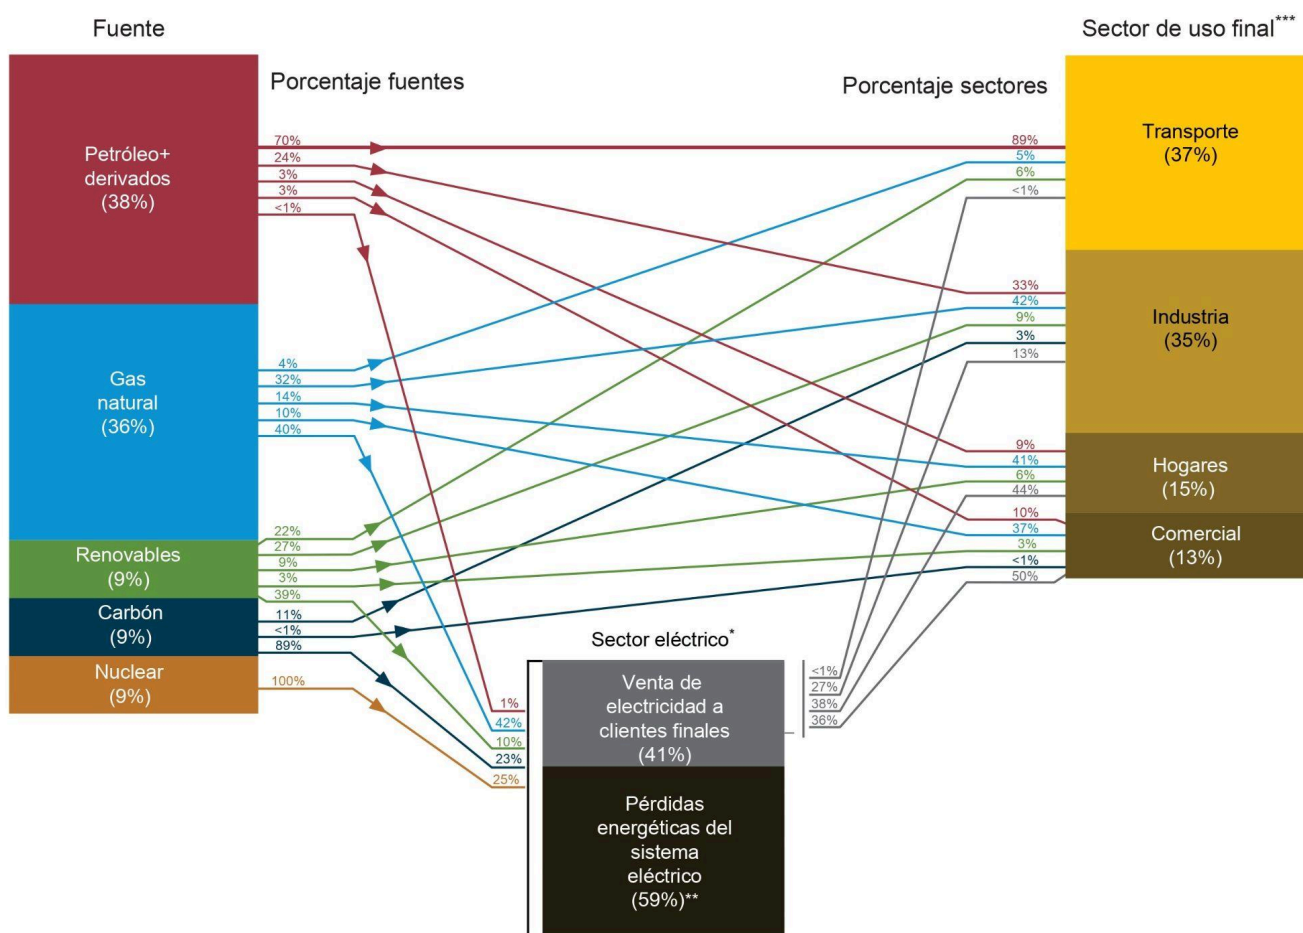 Fuente
Sector de uso final***
Porcentaje fuentes
Porcentaje sectores
Petróleo+
derivados
(38%)
70%
24%
3%
3%
<1%
Gas
natural
(36%)
4%
32%
14%
10%
40%
Renovables
(9%)
22%
27%
9%
3%
39%
Carbón
(9%)
11%
<1%
89%
Nuclear
(9%)
100%
Sector eléctrico*
1%
42%
10%
23%
25%
Venta de
electricidad a
clientes finales
(41%)
Pérdidas
energéticas del
sistema
eléctrico
(59%)**
<1%
27%
38%
36%
89%
5%
6%
<1%
Transporte
(37%)
33%
42%
9%
3%
13%
Industria
(35%)
9%
41%
6%
44%
Hogares
(15%)
10%
37%
3%
<1%
50%
Comercial
(13%)